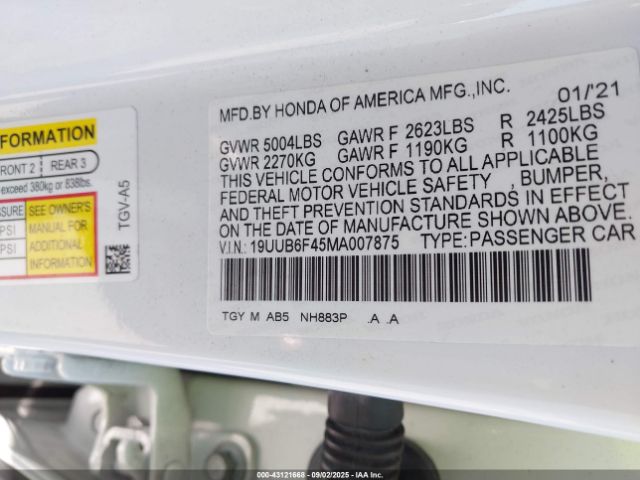 FORMATION
FRONT 2 REAR 3
exceed 380kg or 838lbs.
SSURE
PSI
PSI
SEE OWNER'S
MANUAL FOR
ADDITIONAL
INFORMATION
TGV-A5
MFD.BY HONDA OF AMERICA MFG.,INC. 01/'21
GVWR 5004LBS GAWR F 2623LBS R 2425LBS
GVWR 2270KG GAWR F 1190KG R 1100KG
THIS VEHICLE CONFORMS TO ALL APPLICABLE
FEDERAL MOTOR VEHICLE SAFETY , BUMPER,
AND THEFT PREVENTION STANDARDS IN EFFECT
ON THE DATE OF MANUFACTURE SHOWN ABOVE.
V.I.N.: 19UUB6F45MA007875 TYPE:PASSENGER CAR
TGY M AB5 NH883P .A .A
000-43121668 - 09/02/2025 - IAA Inc.